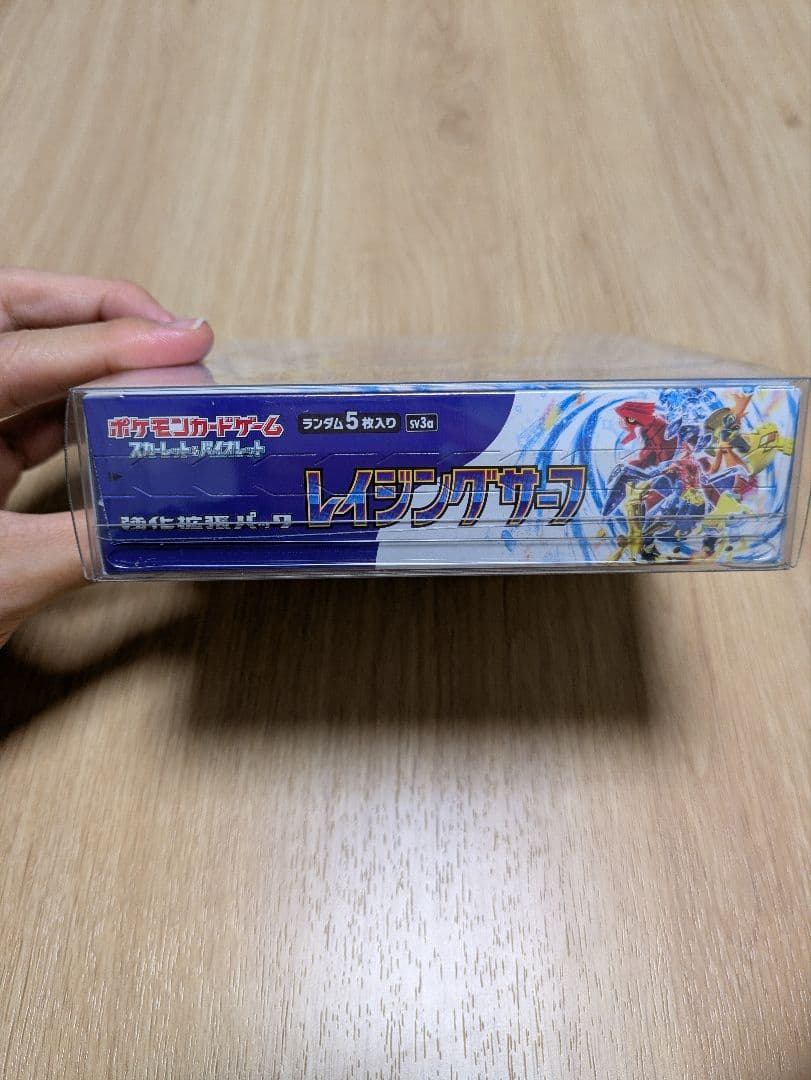 ポケモンカードゲーム
スカーレット&バイオレット
ランダム5枚入り
SV3a
レイジングサーフ
強化拡張パック